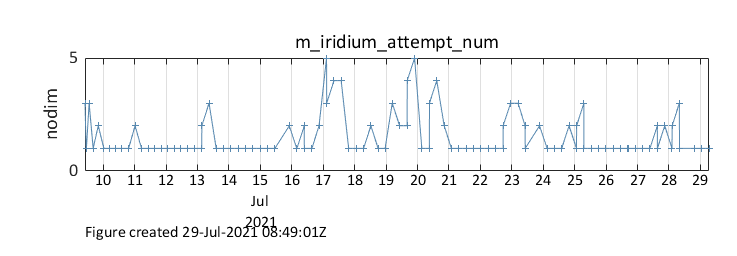 m_iridium_attempt_num
5
nodim
0
10 11 12 13 14 15 16 17 18 19 20 21 22 23 24 25 26 27 28 29
Jul
2021
Figure created 29-Jul-2021 08:49:01Z